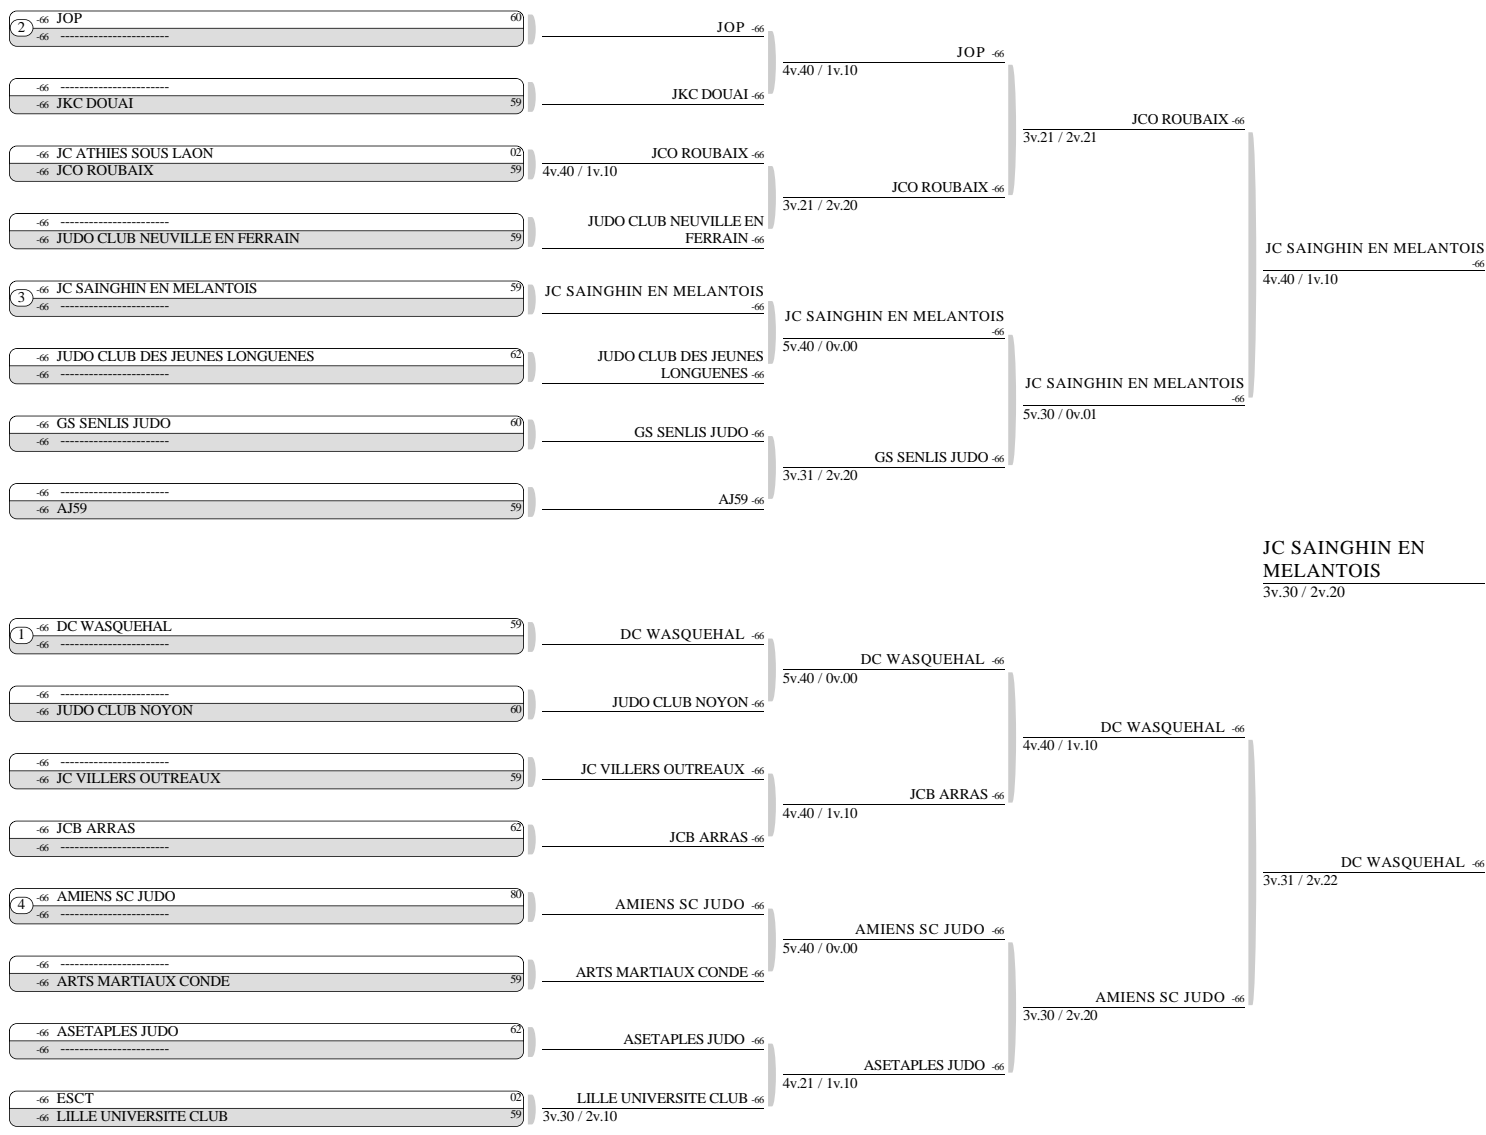 2 -66 JOP 60
-66 -----------------------
-66 -----------------------
-66 JKC DOUAI 59
-66 JC ATHIES SOUS LAON 02
-66 JCO ROUBAIX 59
-66 -----------------------
-66 JUDO CLUB NEUVILLE EN FERRAIN 59
3 -66 JC SAINGHIN EN MELANTOIS 59
-66 -----------------------
-66 JUDO CLUB DES JEUNES LONGUENES 62
-66 -----------------------
-66 GS SENLIS JUDO 60
-66 -----------------------
-66 -----------------------
-66 AJ59 59
1 -66 DC WASQUEHAL 59
-66 -----------------------
-66 -----------------------
-66 JUDO CLUB NOYON 60
-66 -----------------------
-66 JC VILLERS OUTREAUX 59
-66 JCB ARRAS 62
-66 -----------------------
4 -66 AMIENS SC JUDO 80
-66 -----------------------
-66 -----------------------
-66 ARTS MARTIAUX CONDE 59
-66 ASETAPLES JUDO 62
-66 -----------------------
-66 ESCT 02
-66 LILLE UNIVERSITE CLUB 59
JOP -66
JKC DOUAI -66
JCO ROUBAIX -66
4v.40 / 1v.10
JUDO CLUB NEUVILLE EN
FERRAIN -66
JC SAINGHIN EN MELANTOIS
-66
JUDO CLUB DES JEUNES
LONGUENES -66
GS SENLIS JUDO -66
AJ59 -66
DC WASQUEHAL -66
JUDO CLUB NOYON -66
JC VILLERS OUTREAUX -66
JCB ARRAS -66
AMIENS SC JUDO -66
ARTS MARTIAUX CONDE -66
ASETAPLES JUDO -66
LILLE UNIVERSITE CLUB -66
3v.30 / 2v.10
JOP -66
4v.40 / 1v.10
JCO ROUBAIX -66
3v.21 / 2v.20
JC SAINGHIN EN MELANTOIS
-66
5v.40 / 0v.00
GS SENLIS JUDO -66
3v.31 / 2v.20
DC WASQUEHAL -66
5v.40 / 0v.00
JCB ARRAS -66
4v.40 / 1v.10
AMIENS SC JUDO -66
5v.40 / 0v.00
ASETAPLES JUDO -66
4v.21 / 1v.10
JCO ROUBAIX -66
3v.21 / 2v.21
JC SAINGHIN EN MELANTOIS
-66
5v.30 / 0v.01
DC WASQUEHAL -66
4v.40 / 1v.10
AMIENS SC JUDO -66
3v.30 / 2v.20
JC SAINGHIN EN MELANTOIS
-66
4v.40 / 1v.10
DC WASQUEHAL -66
3v.31 / 2v.22
JC SAINGHIN EN
MELANTOIS
3v.30 / 2v.20